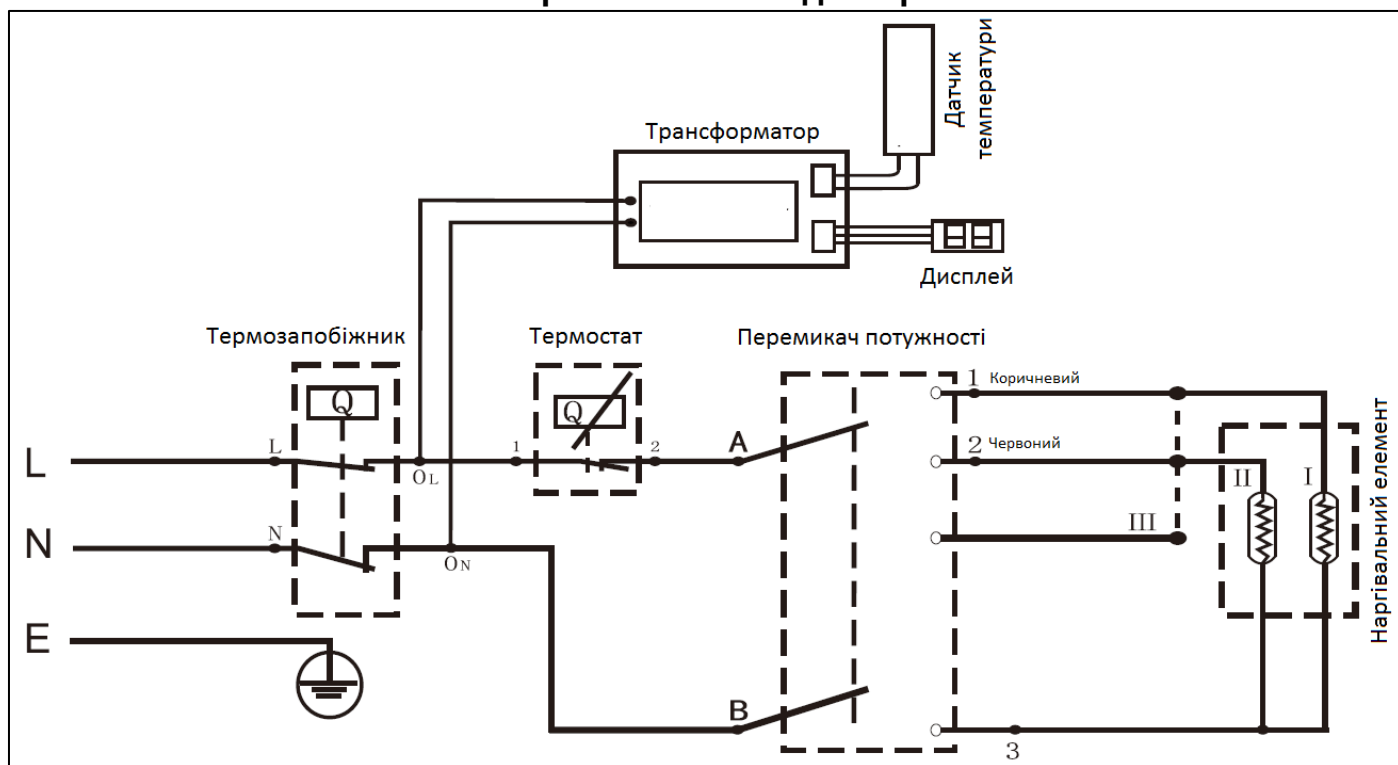 Датчик
температури
Трансформатор
Дисплей
Термозапобіжник
Термостат
Перемикач потужності
Q
Q
1 Коричневий
L
L
OL
1
2
A
2 Червоний
II
I
III
N
N
ON
E
B
3
Наргівальний елемент